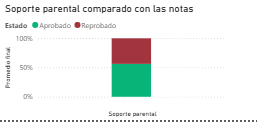 Soporte parental comparado con las notas
Estado Aprobado Reprobado
100%
50%
0%
Promedio final.
Soporte parental